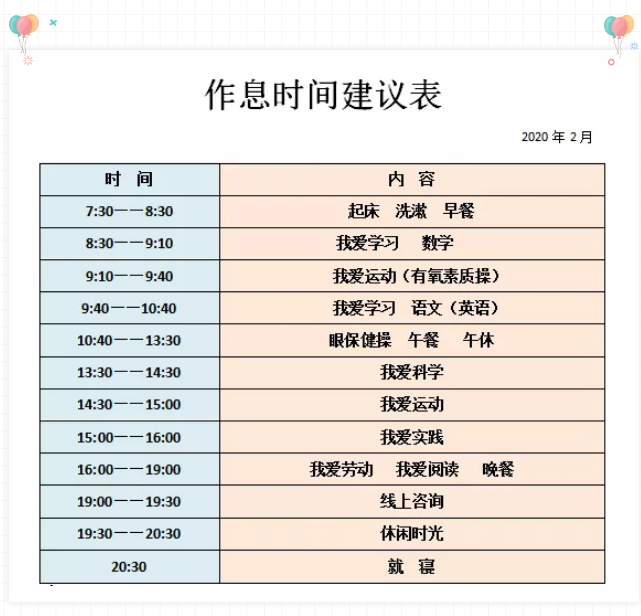 作息时间建议表
2020 年 2 月
时 间 内 容
7:30——8:30 起床 洗漱 早餐
8:30——9:10 我爱学习 数学
9:10——9:40 我爱运动（有氧素质操）
9:40——10:40 我爱学习 语文（英语）
10:40——13:30 眼保健操 午餐 午休
13:30——14:30 我爱科学
14:30——15:00 我爱运动
15:00——16:00 我爱实践
16:00——19:00 我爱劳动 我爱阅读 晚餐
19:00——19:30 线上咨询
19:30——20:30 休闲时光
20:30 就 寝